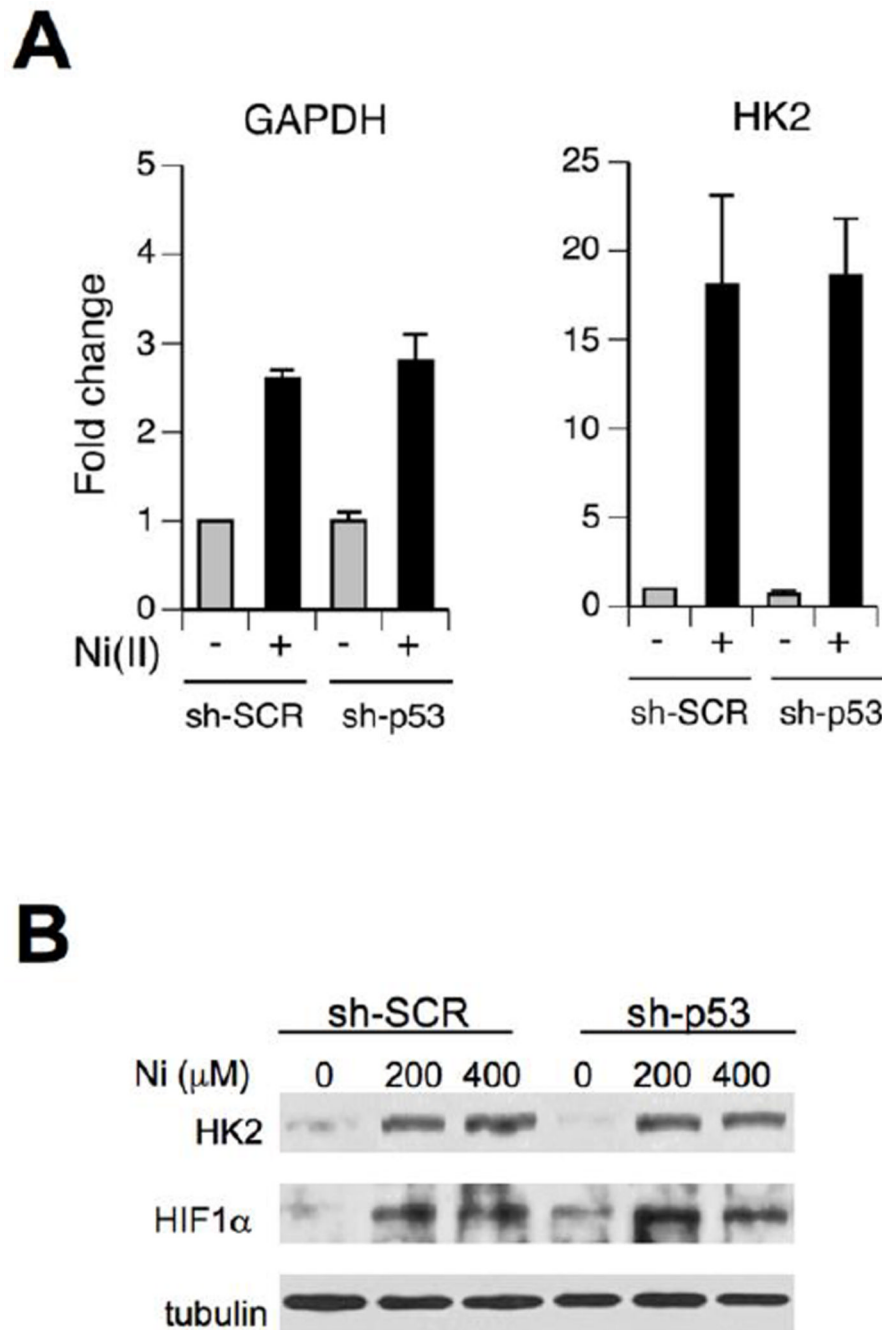 A
GAPDH HK2
Fold change
5
4
3
2
1
0
25
20
15
10
5
0
Ni(II) - + - + - + - +
sh-SCR sh-p53 sh-SCR sh-p53
B
sh-SCR sh-p53
Ni (μM) 0 200 400 0 200 400
HK2
HIF1α
tubulin